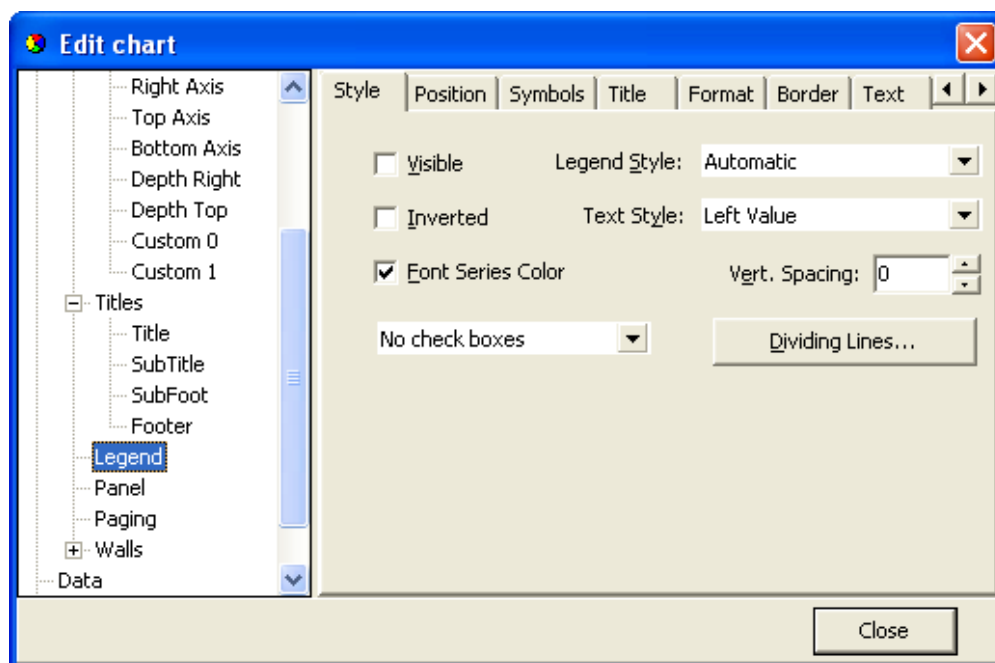 Edit chart
Right Axis
Top Axis
Bottom Axis
Depth Right
Depth Top
Custom 0
Custom 1
Titles
Title
SubTitle
SubFoot
Footer
Legend
Panel
Paging
Walls
Data
Style Position Symbols Title Format Border Text
Visible Legend Style: Automatic
Inverted Text Style: Left Value
Font Series Color Vert. Spacing: 0
No check boxes Dividing Lines...
Close